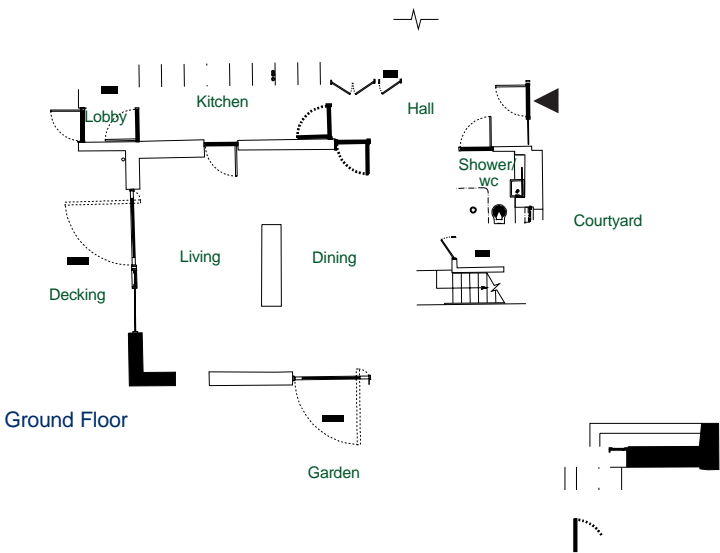 Kitchen
Hall
Lobby
Shower/
wc
Courtyard
Living
Dining
Decking
Ground Floor
Garden